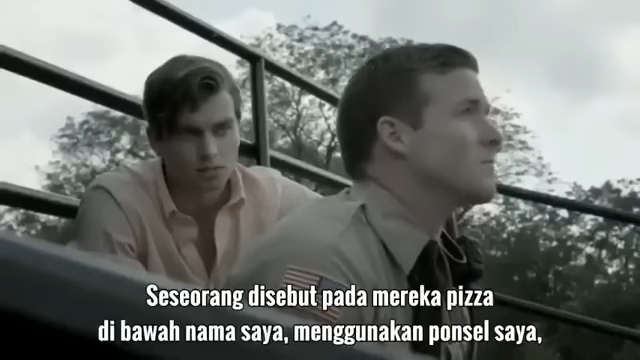 Seseorang disebut pada mereka pizza
di bawah nama saya, menggunakan ponsel saya,